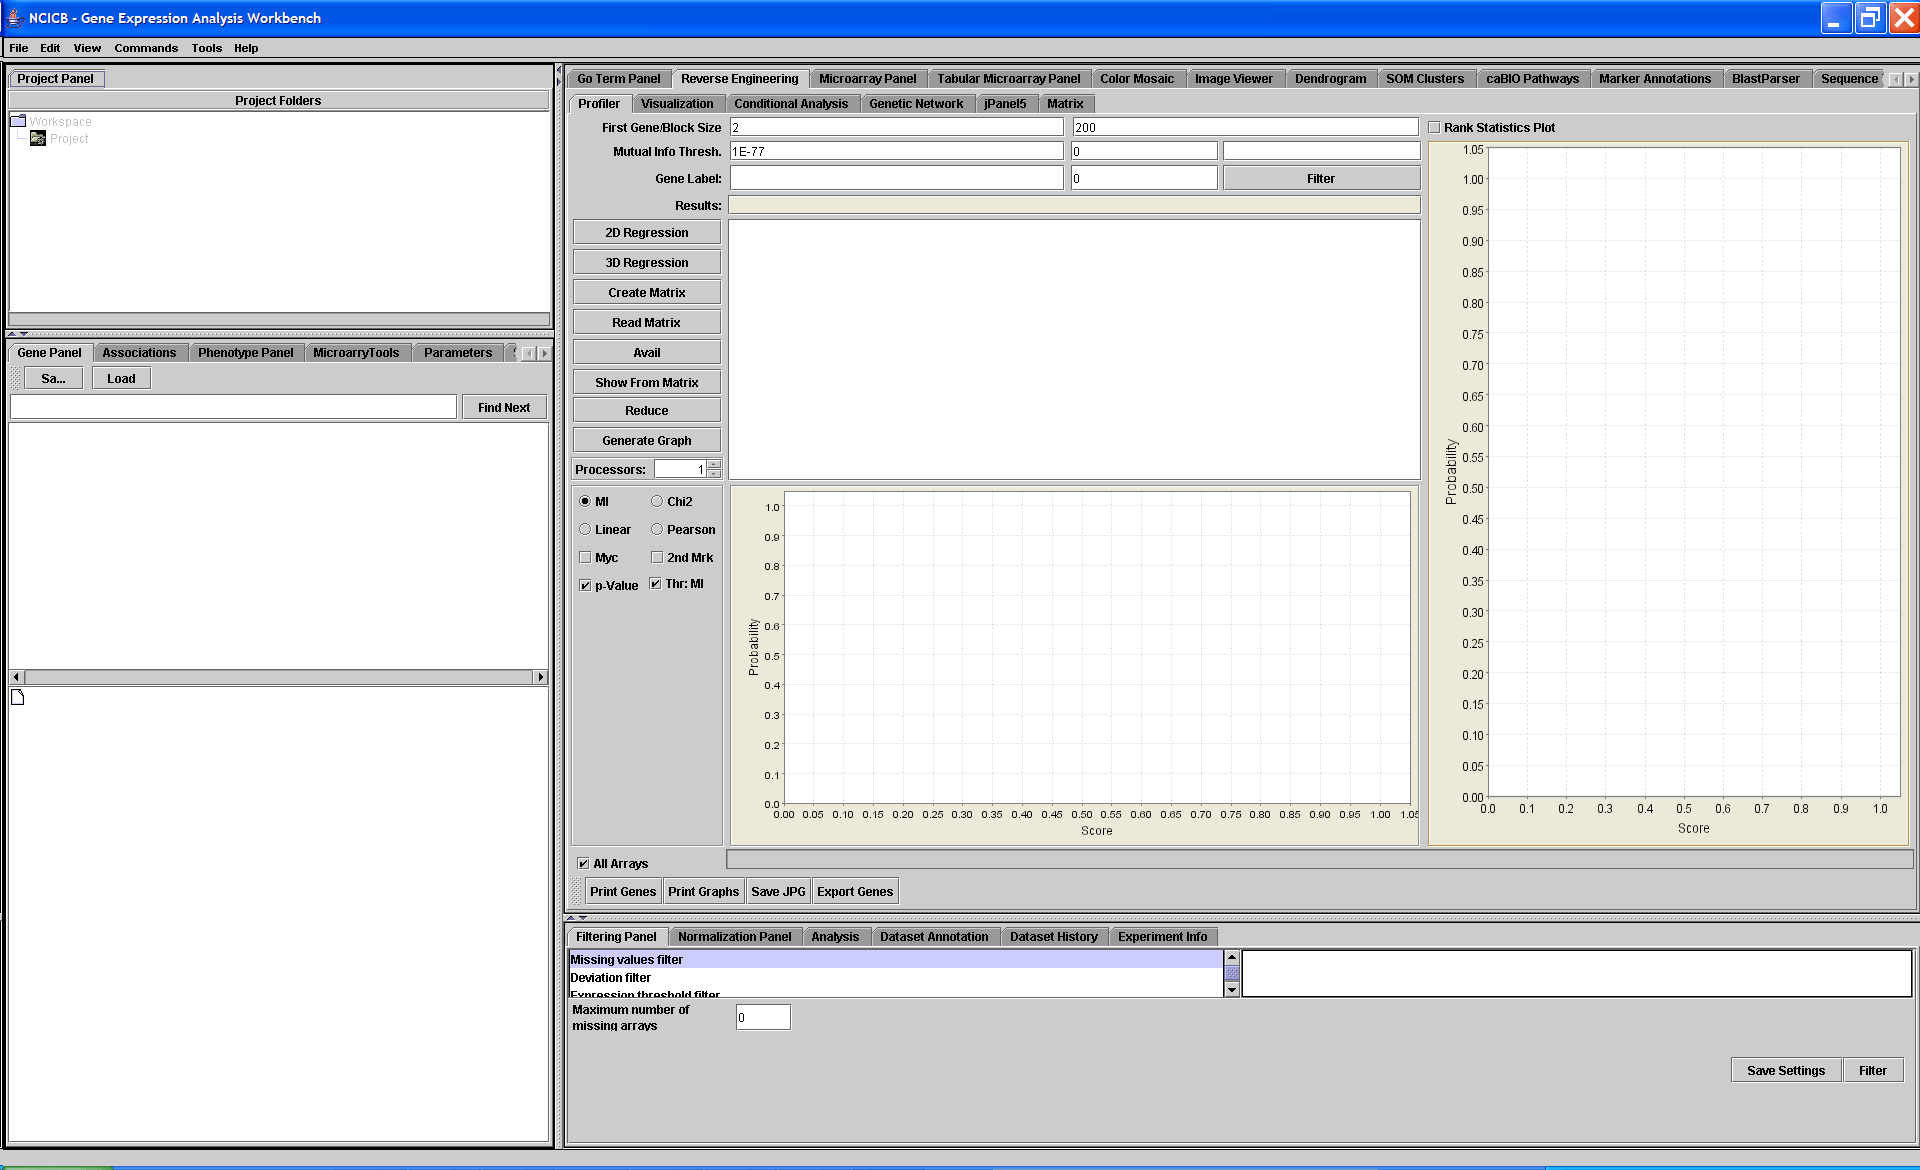 NCICB - Gene Expression Analysis Workbench
File Edit View Commands Tools Help
Project Panel
Project Folders
Workspace
Project
Gene Panel Associations Phenotype Panel MicroarryTools Parameters
Sa... Load
Find Next
Go Term Panel Reverse Engineering Microarray Panel Tabular Microarray Panel Color Mosaic Image Viewer Dendrogram SOM Clusters caBIO Pathways Marker Annotations BlastParser Sequence
Profiler Visualization Conditional Analysis Genetic Network jPanel5 Matrix
First Gene/Block Size 2 200
Mutual Info Thresh. 1E-77 0
Gene Label: 0 Filter
Results:
2D Regression
3D Regression
Create Matrix
Read Matrix
Avail
Show From Matrix
Reduce
Generate Graph
Processors: 1
MI Chi2
Linear Pearson
Myc 2nd Mrk
p-Value Thr: MI
1.0
0.9
0.8
0.7
0.6
0.5
0.4
0.3
0.2
0.1
0.0
Probability
0.00 0.05 0.10 0.15 0.20 0.25 0.30 0.35 0.40 0.45 0.50 0.55 0.60 0.65 0.70 0.75 0.80 0.85 0.90 0.95 1.00 1.05
Score
Rank Statistics Plot
1.05
1.00
0.95
0.90
0.85
0.80
0.75
0.70
0.65
0.60
0.55
0.50
0.45
0.40
0.35
0.30
0.25
0.20
0.15
0.10
0.05
0.00
Probability
0.0 0.1 0.2 0.3 0.4 0.5 0.6 0.7 0.8 0.9 1.0
Score
All Arrays
Print Genes Print Graphs Save JPG Export Genes
Filtering Panel Normalization Panel Analysis Dataset Annotation Dataset History Experiment Info
Missing values filter
Deviation filter
Expression threshold filter
Maximum number of
missing arrays 0
Save Settings Filter